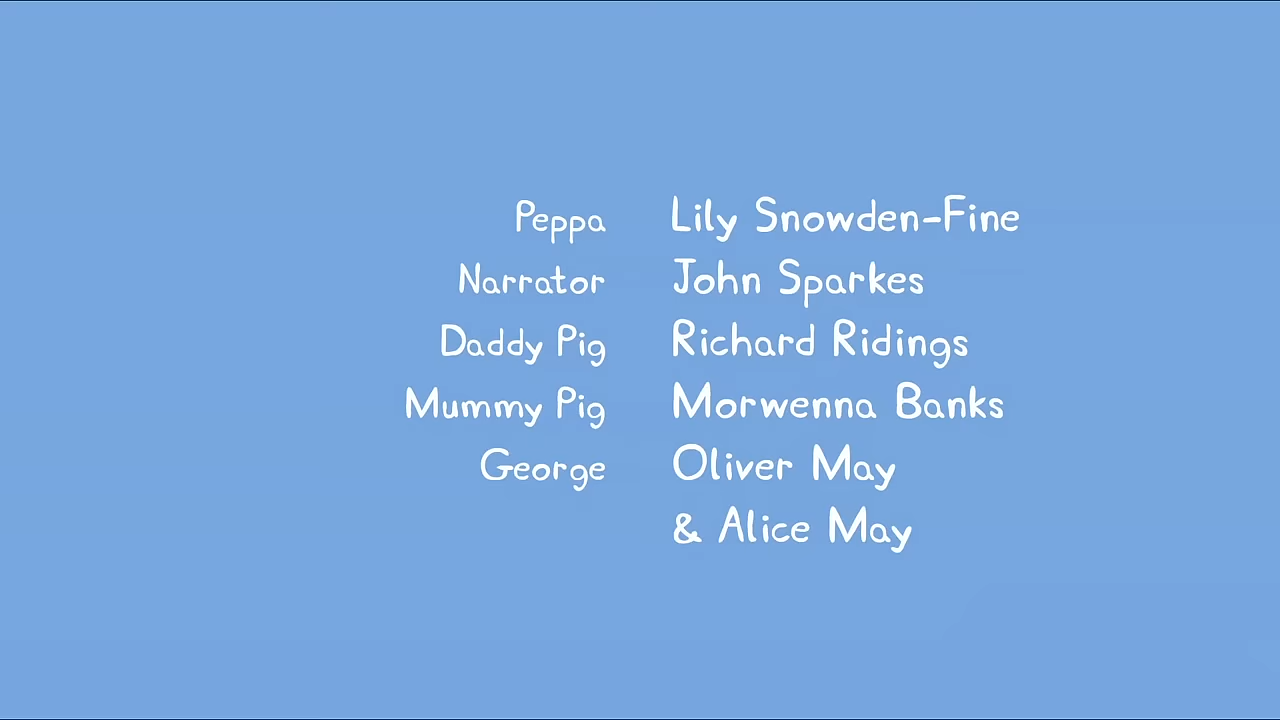 Peppa Lily Snowden-Fine
Narrator John Sparkes
Daddy Pig Richard Ridings
Mummy Pig Morwenna Banks
George Oliver May
& Alice May